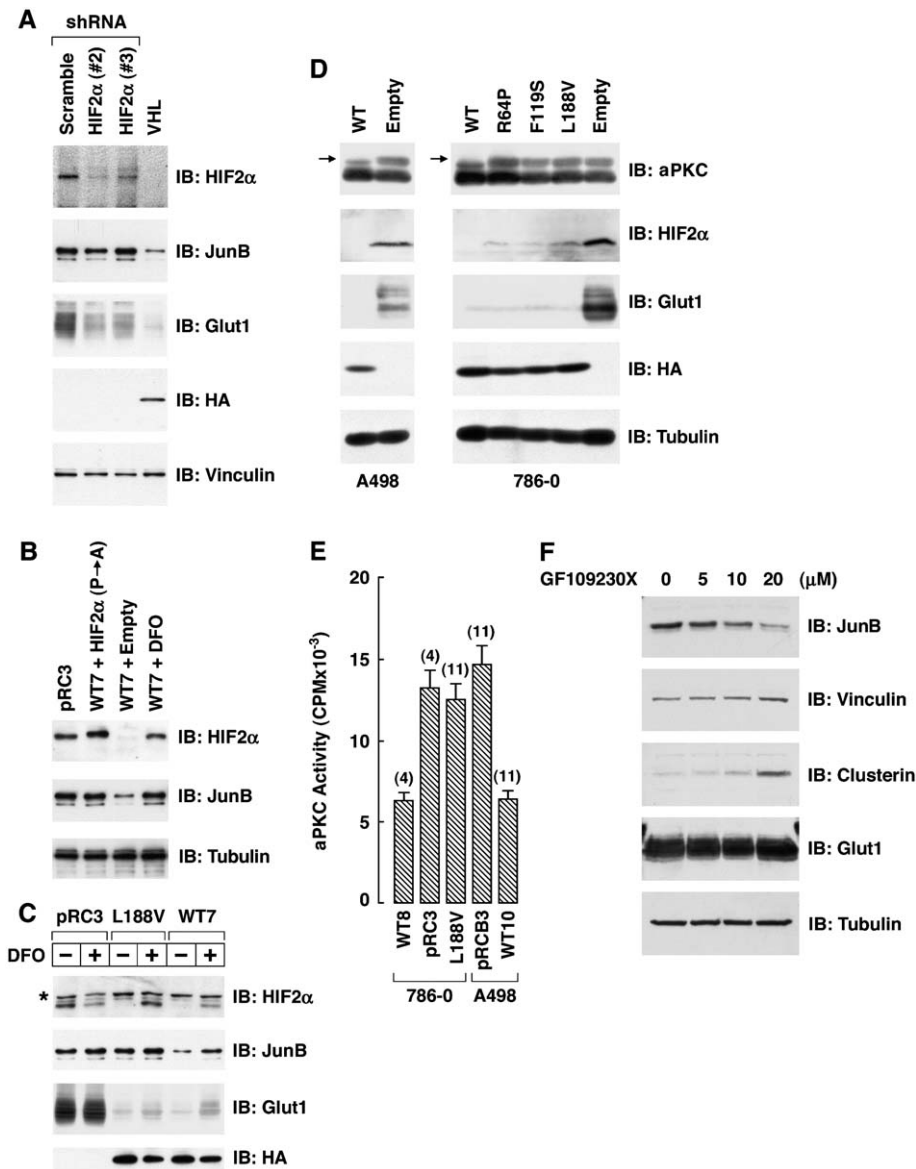 A
shRNA
Scramble
HIF2α (#2)
HIF2α (#3)
VHL
IB: HIF2α
IB: JunB
IB: Glut1
IB: HA
IB: Vinculin
B
pRC3
WT7 + HIF2α (P→A)
WT7 + Empty
WT7 + DFO
IB: HIF2α
IB: JunB
IB: Tubulin
C
pRC3 L188V WT7
DFO − + − + − +
* IB: HIF2α
IB: JunB
IB: Glut1
IB: HA
D
WT
Empty
WT
R64P
F119S
L188V
Empty
→ → IB: aPKC
IB: HIF2α
IB: Glut1
IB: HA
IB: Tubulin
A498 786-0
E
aPKC Activity (CPMx10⁻³)
20
15
10
5
0
(4)
(4)
(11)
(11)
(11)
WT8
pRC3
L188V
pRCB3
WT10
786-0 A498
F
GF109230X 0 5 10 20 (μM)
IB: JunB
IB: Vinculin
IB: Clusterin
IB: Glut1
IB: Tubulin